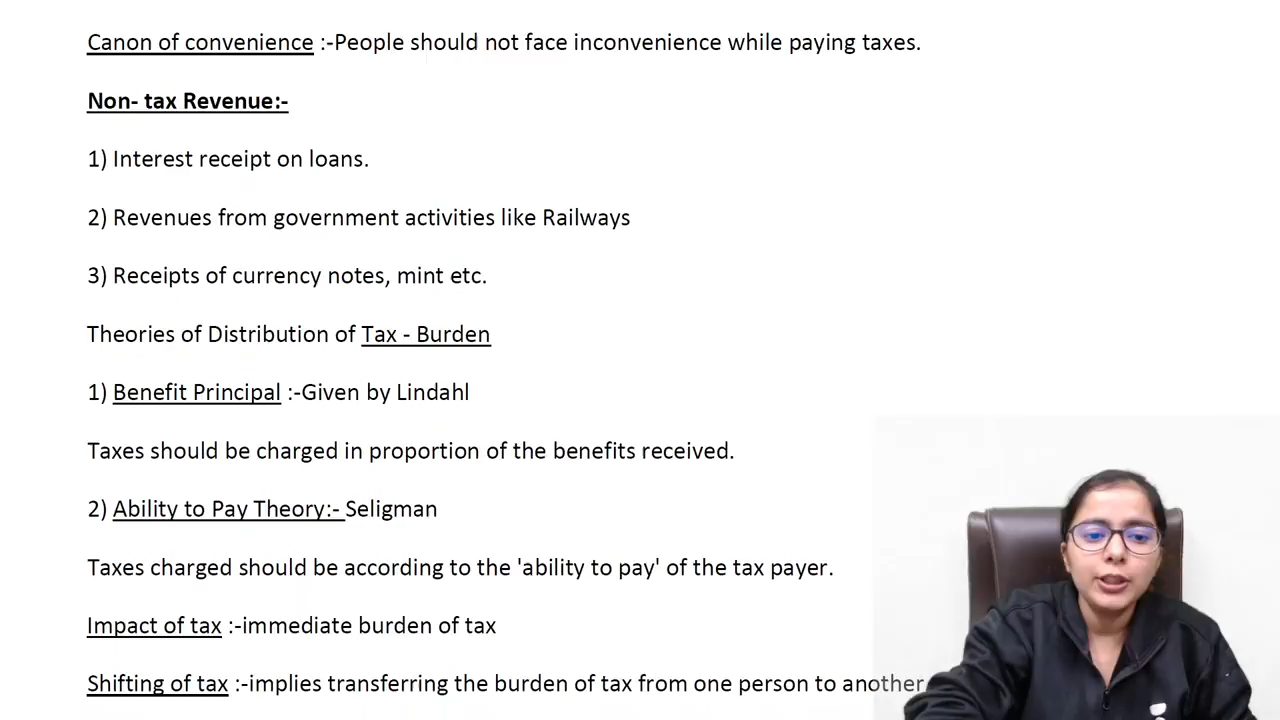 Canon of convenience :-People should not face inconvenience while paying taxes.
Non- tax Revenue:-
1) Interest receipt on loans.
2) Revenues from government activities like Railways
3) Receipts of currency notes, mint etc.
Theories of Distribution of Tax - Burden
1) Benefit Principal :-Given by Lindahl
Taxes should be charged in proportion of the benefits received.
2) Ability to Pay Theory:- Seligman
Taxes charged should be according to the 'ability to pay' of the tax payer.
Impact of tax :-immediate burden of tax
Shifting of tax :-implies transferring the burden of tax from one person to another